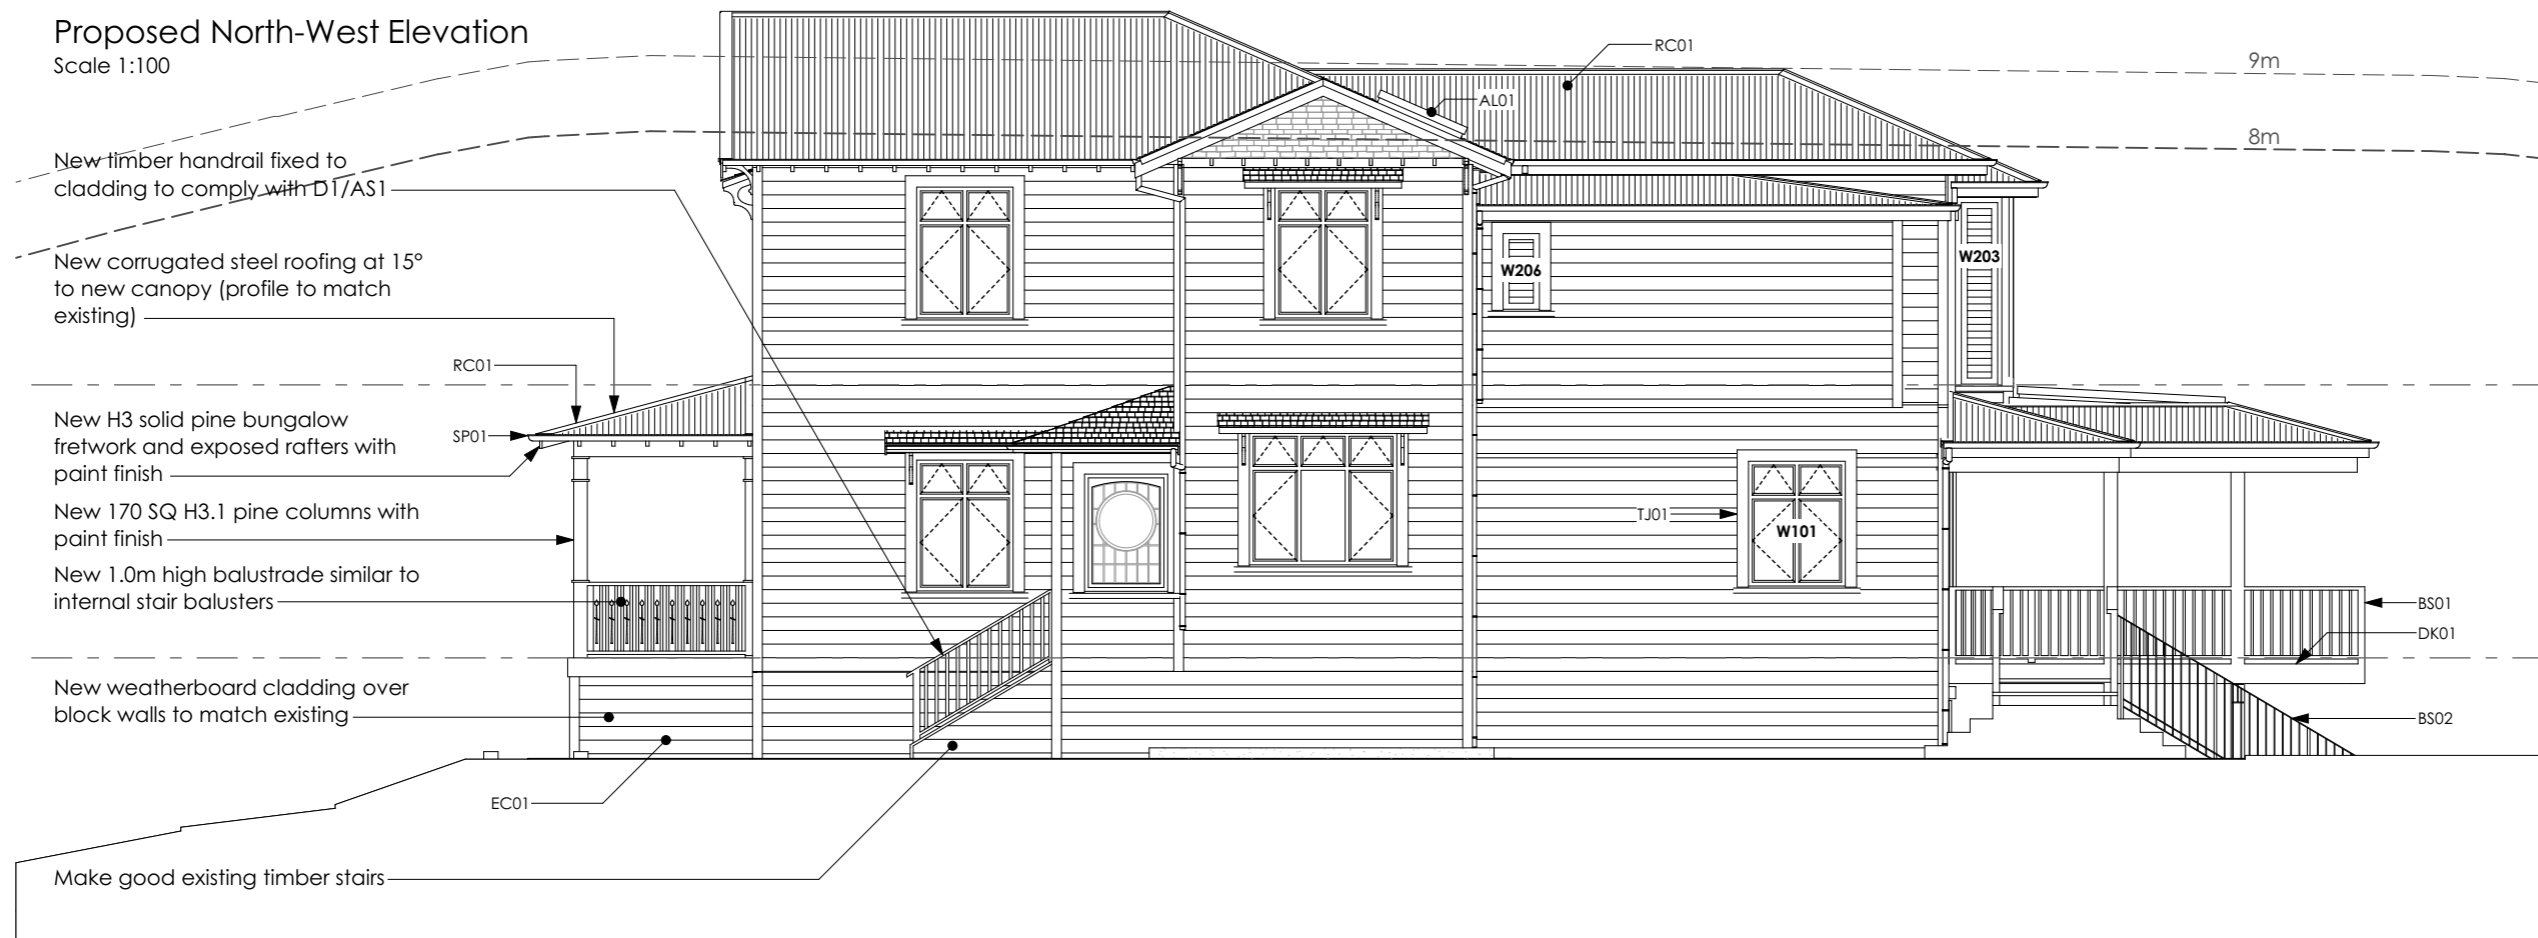 Proposed North-West Elevation
Scale 1:100
RC01
9m
AL01
8m
New timber handrail fixed to
cladding to comply with D1/AS1
New corrugated steel roofing at 15°
to new canopy (profile to match
existing)
W206
W203
RC01
New H3 solid pine bungalow
fretwork and exposed rafters with
paint finish
SP01
New 170 SQ H3.1 pine columns with
paint finish
TJ01
W101
New 1.0m high balustrade similar to
internal stair balusters
BS01
DK01
New weatherboard cladding over
block walls to match existing
BS02
EC01
Make good existing timber stairs